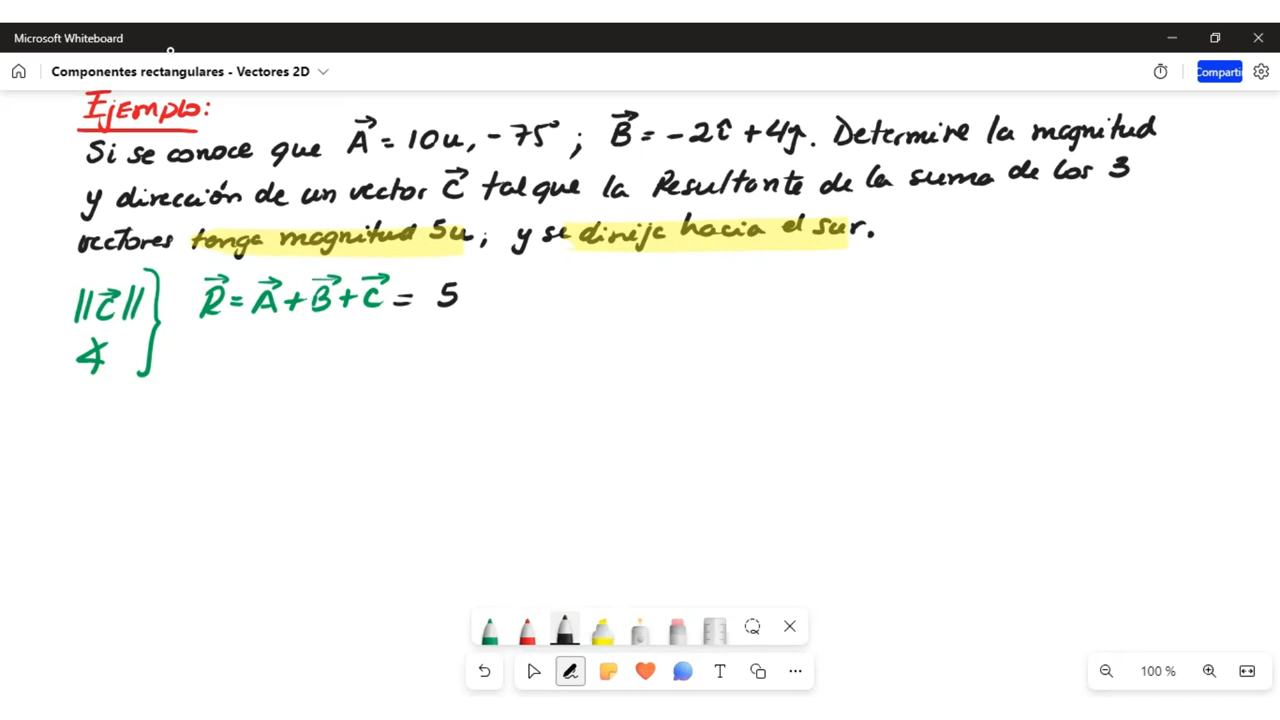 Microsoft Whiteboard
Componentes rectangulares - Vectores 2D
Comparti
Ejemplo:
Si se conoce que A⃗ = 10u, -75°; B⃗ = -2î + 4ĵ. Determine la magnitud
y dirección de un vector C⃗ tal que la Resultante de la suma de los 3
vectores tenga magnitud 5u; y se dirija hacia el sur.
||C⃗|| } R⃗ = A⃗ + B⃗ + C⃗ = 5
∡
T
100 %